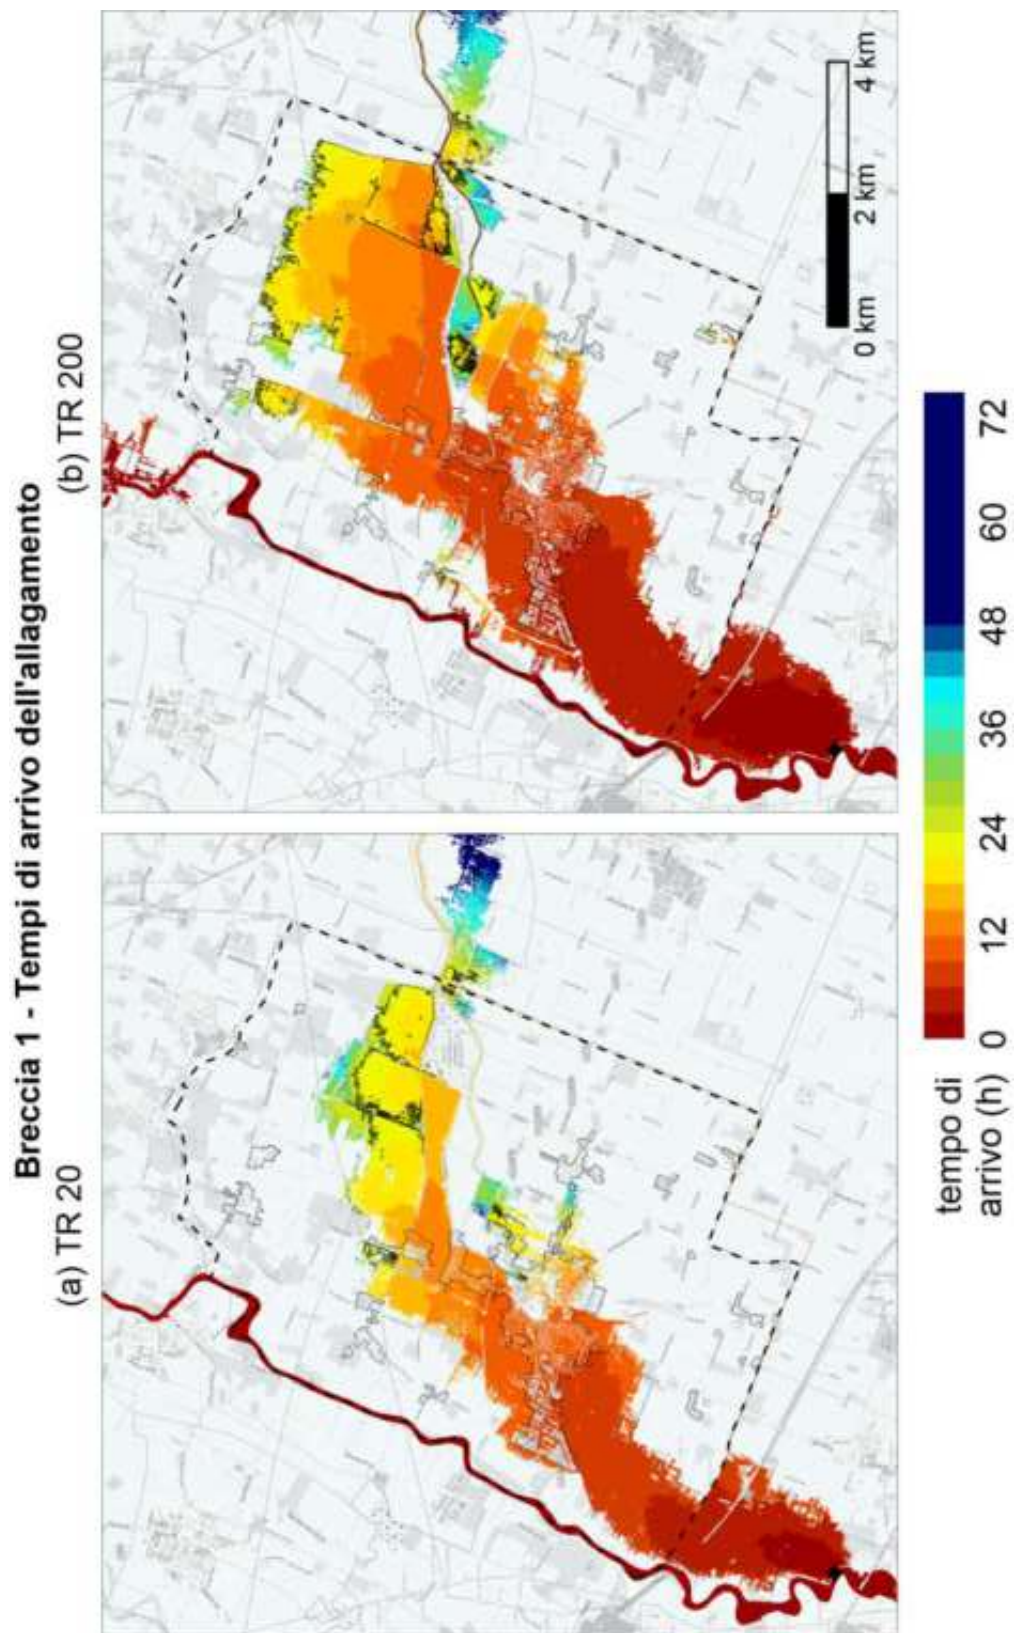 Breccia 1 - Tempi di arrivo dell'allagamento
(a) TR 20
(b) TR 200
0 km
2 km
4 km
tempo di
arrivo (h)
0
12
24
36
48
60
72